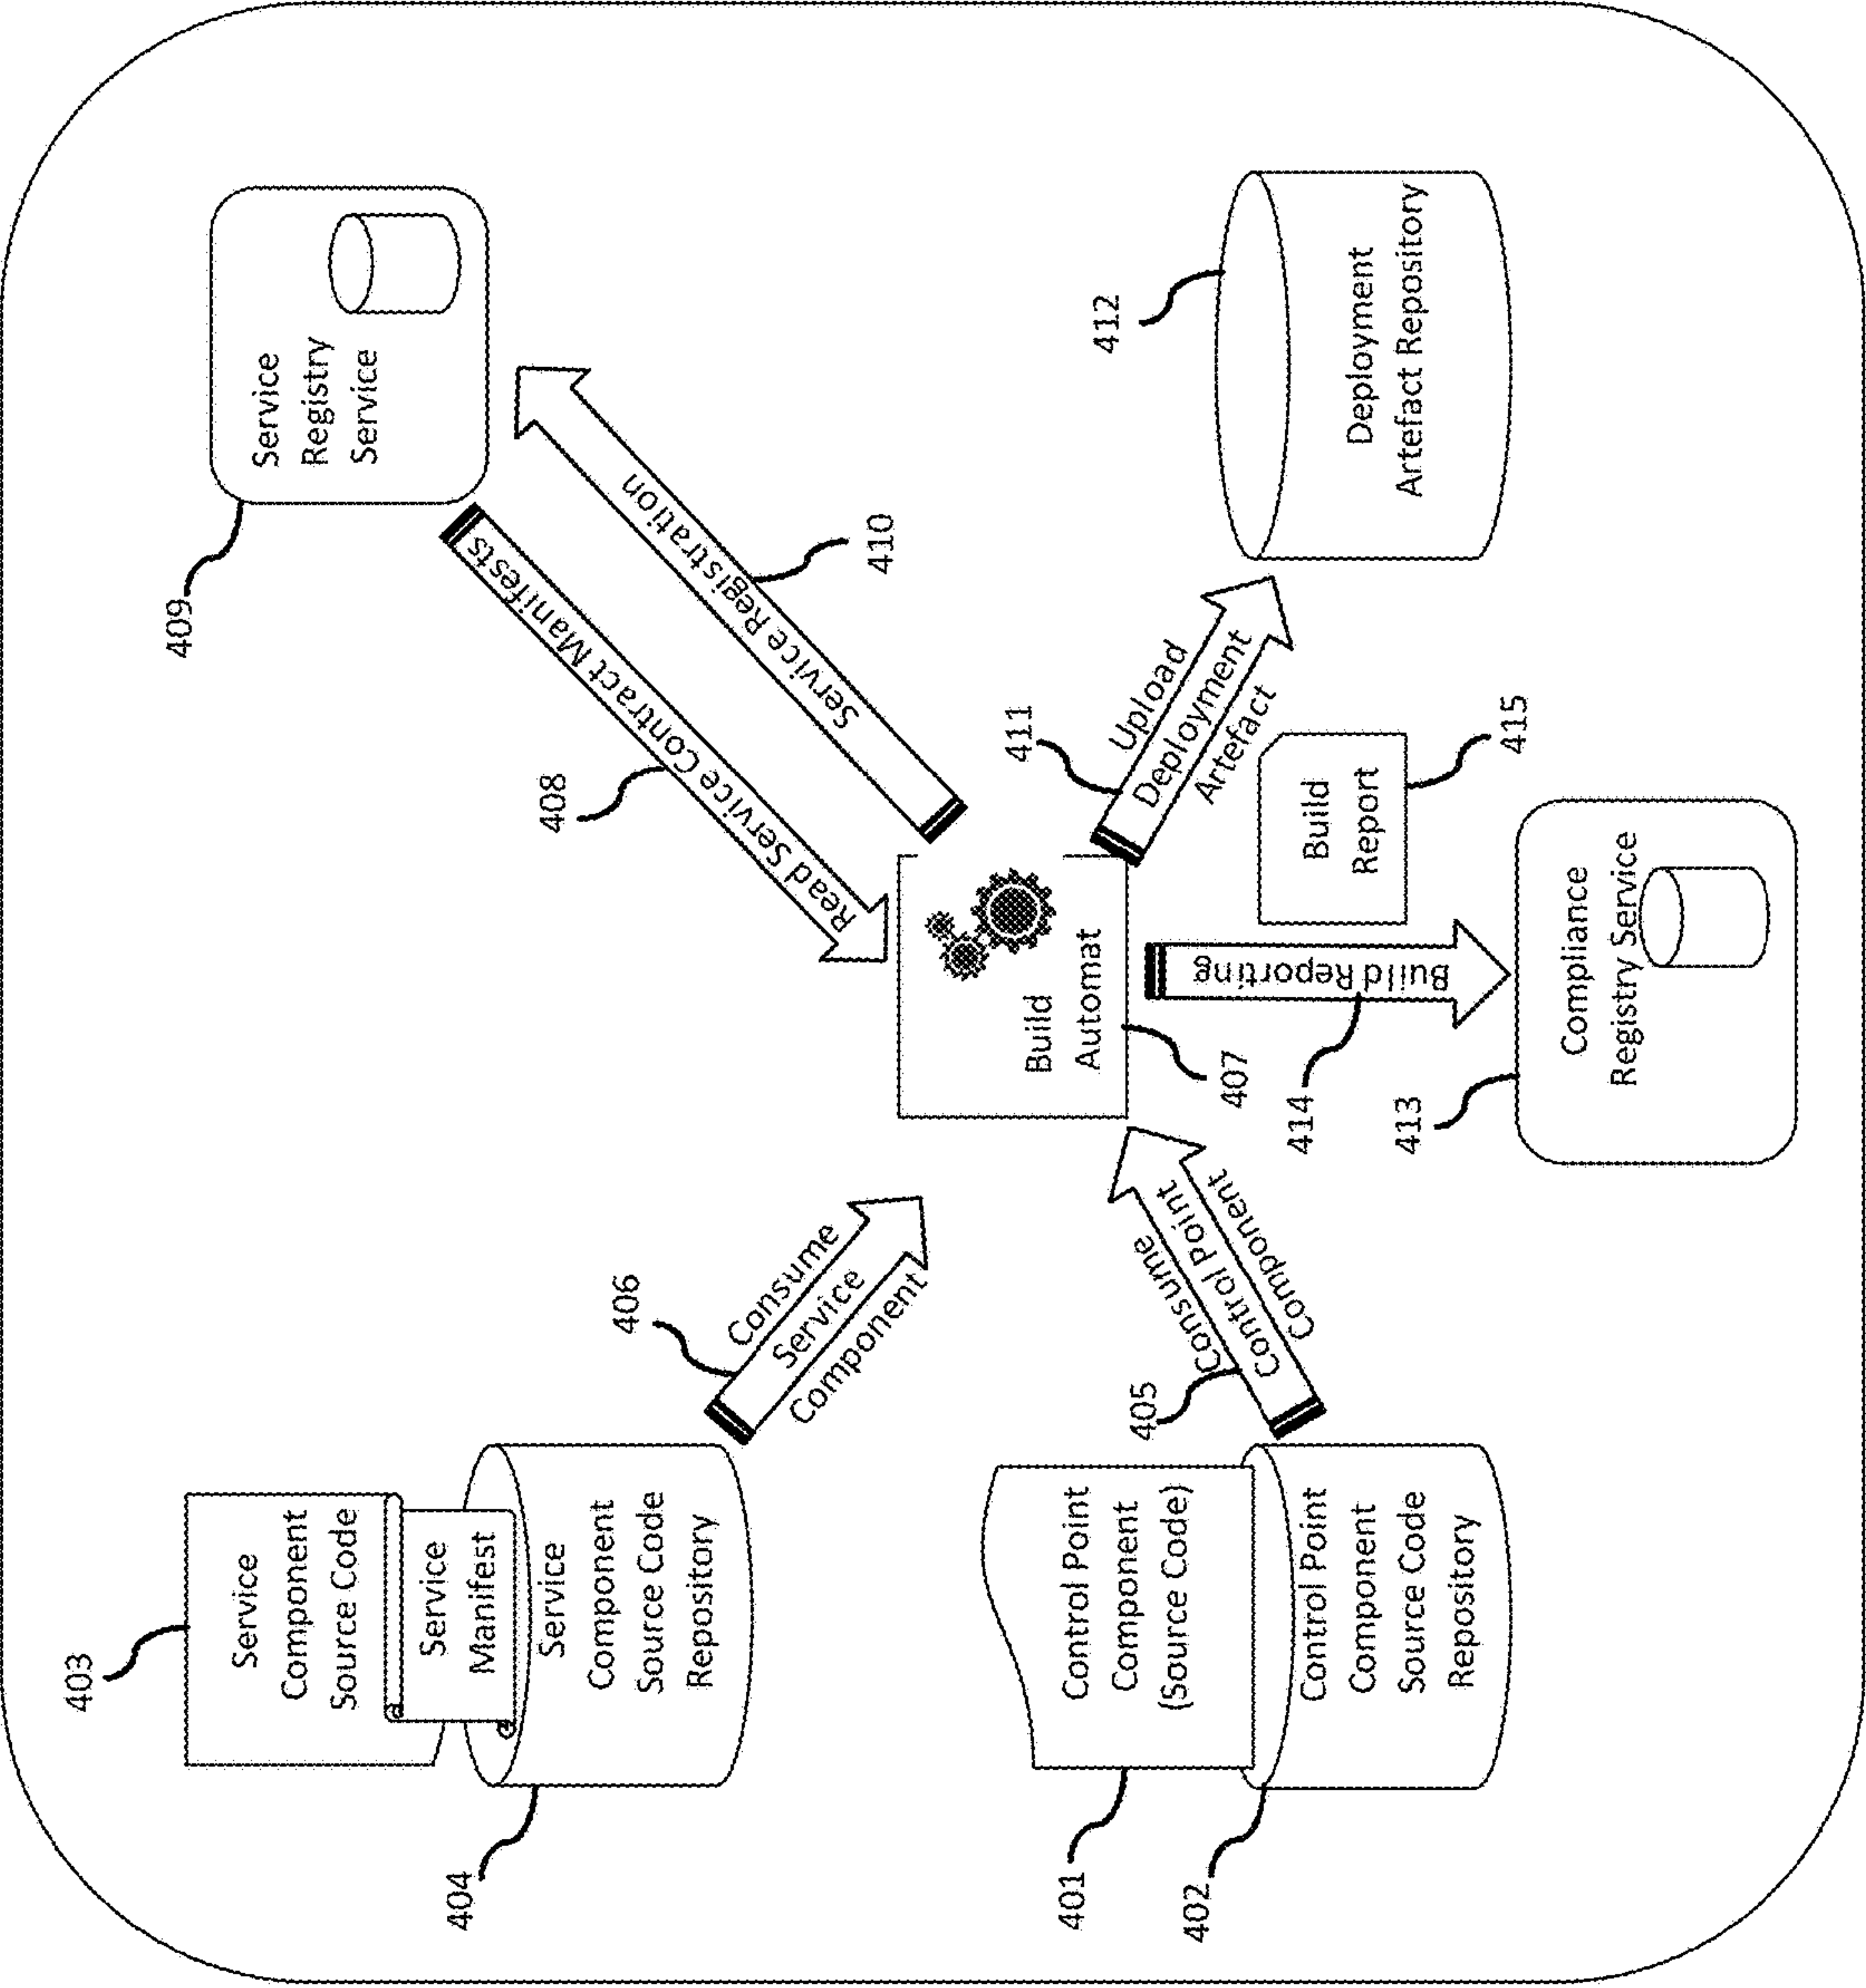 403
Service
Component
Source Code
Service
Manifest
Service
Component
Source Code
Repository
404
406
Consume
Service
Component
409
Service
Registry
Service
408
Read Service Contract Manifests
Service Registration
410
Build
Automat
407
401
Control Point
Component
(Source Code)
402
Control Point
Component
Source Code
Repository
405
Consume
Control Point
Component
411
Upload
Deployment
Artefact
412
Deployment
Artefact Repository
414
Build Reporting
Build
Report
415
413
Compliance
Registry Service